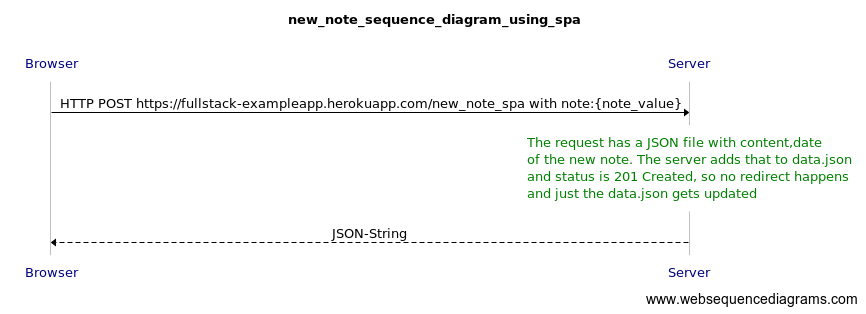 new_note_sequence_diagram_using_spa
Browser Server
HTTP POST https://fullstack-exampleapp.herokuapp.com/new_note_spa with note:{note_value}
The request has a JSON file with content,date
of the new note. The server adds that to data.json
and status is 201 Created, so no redirect happens
and just the data.json gets updated
JSON-String
Browser Server
www.websequencediagrams.com